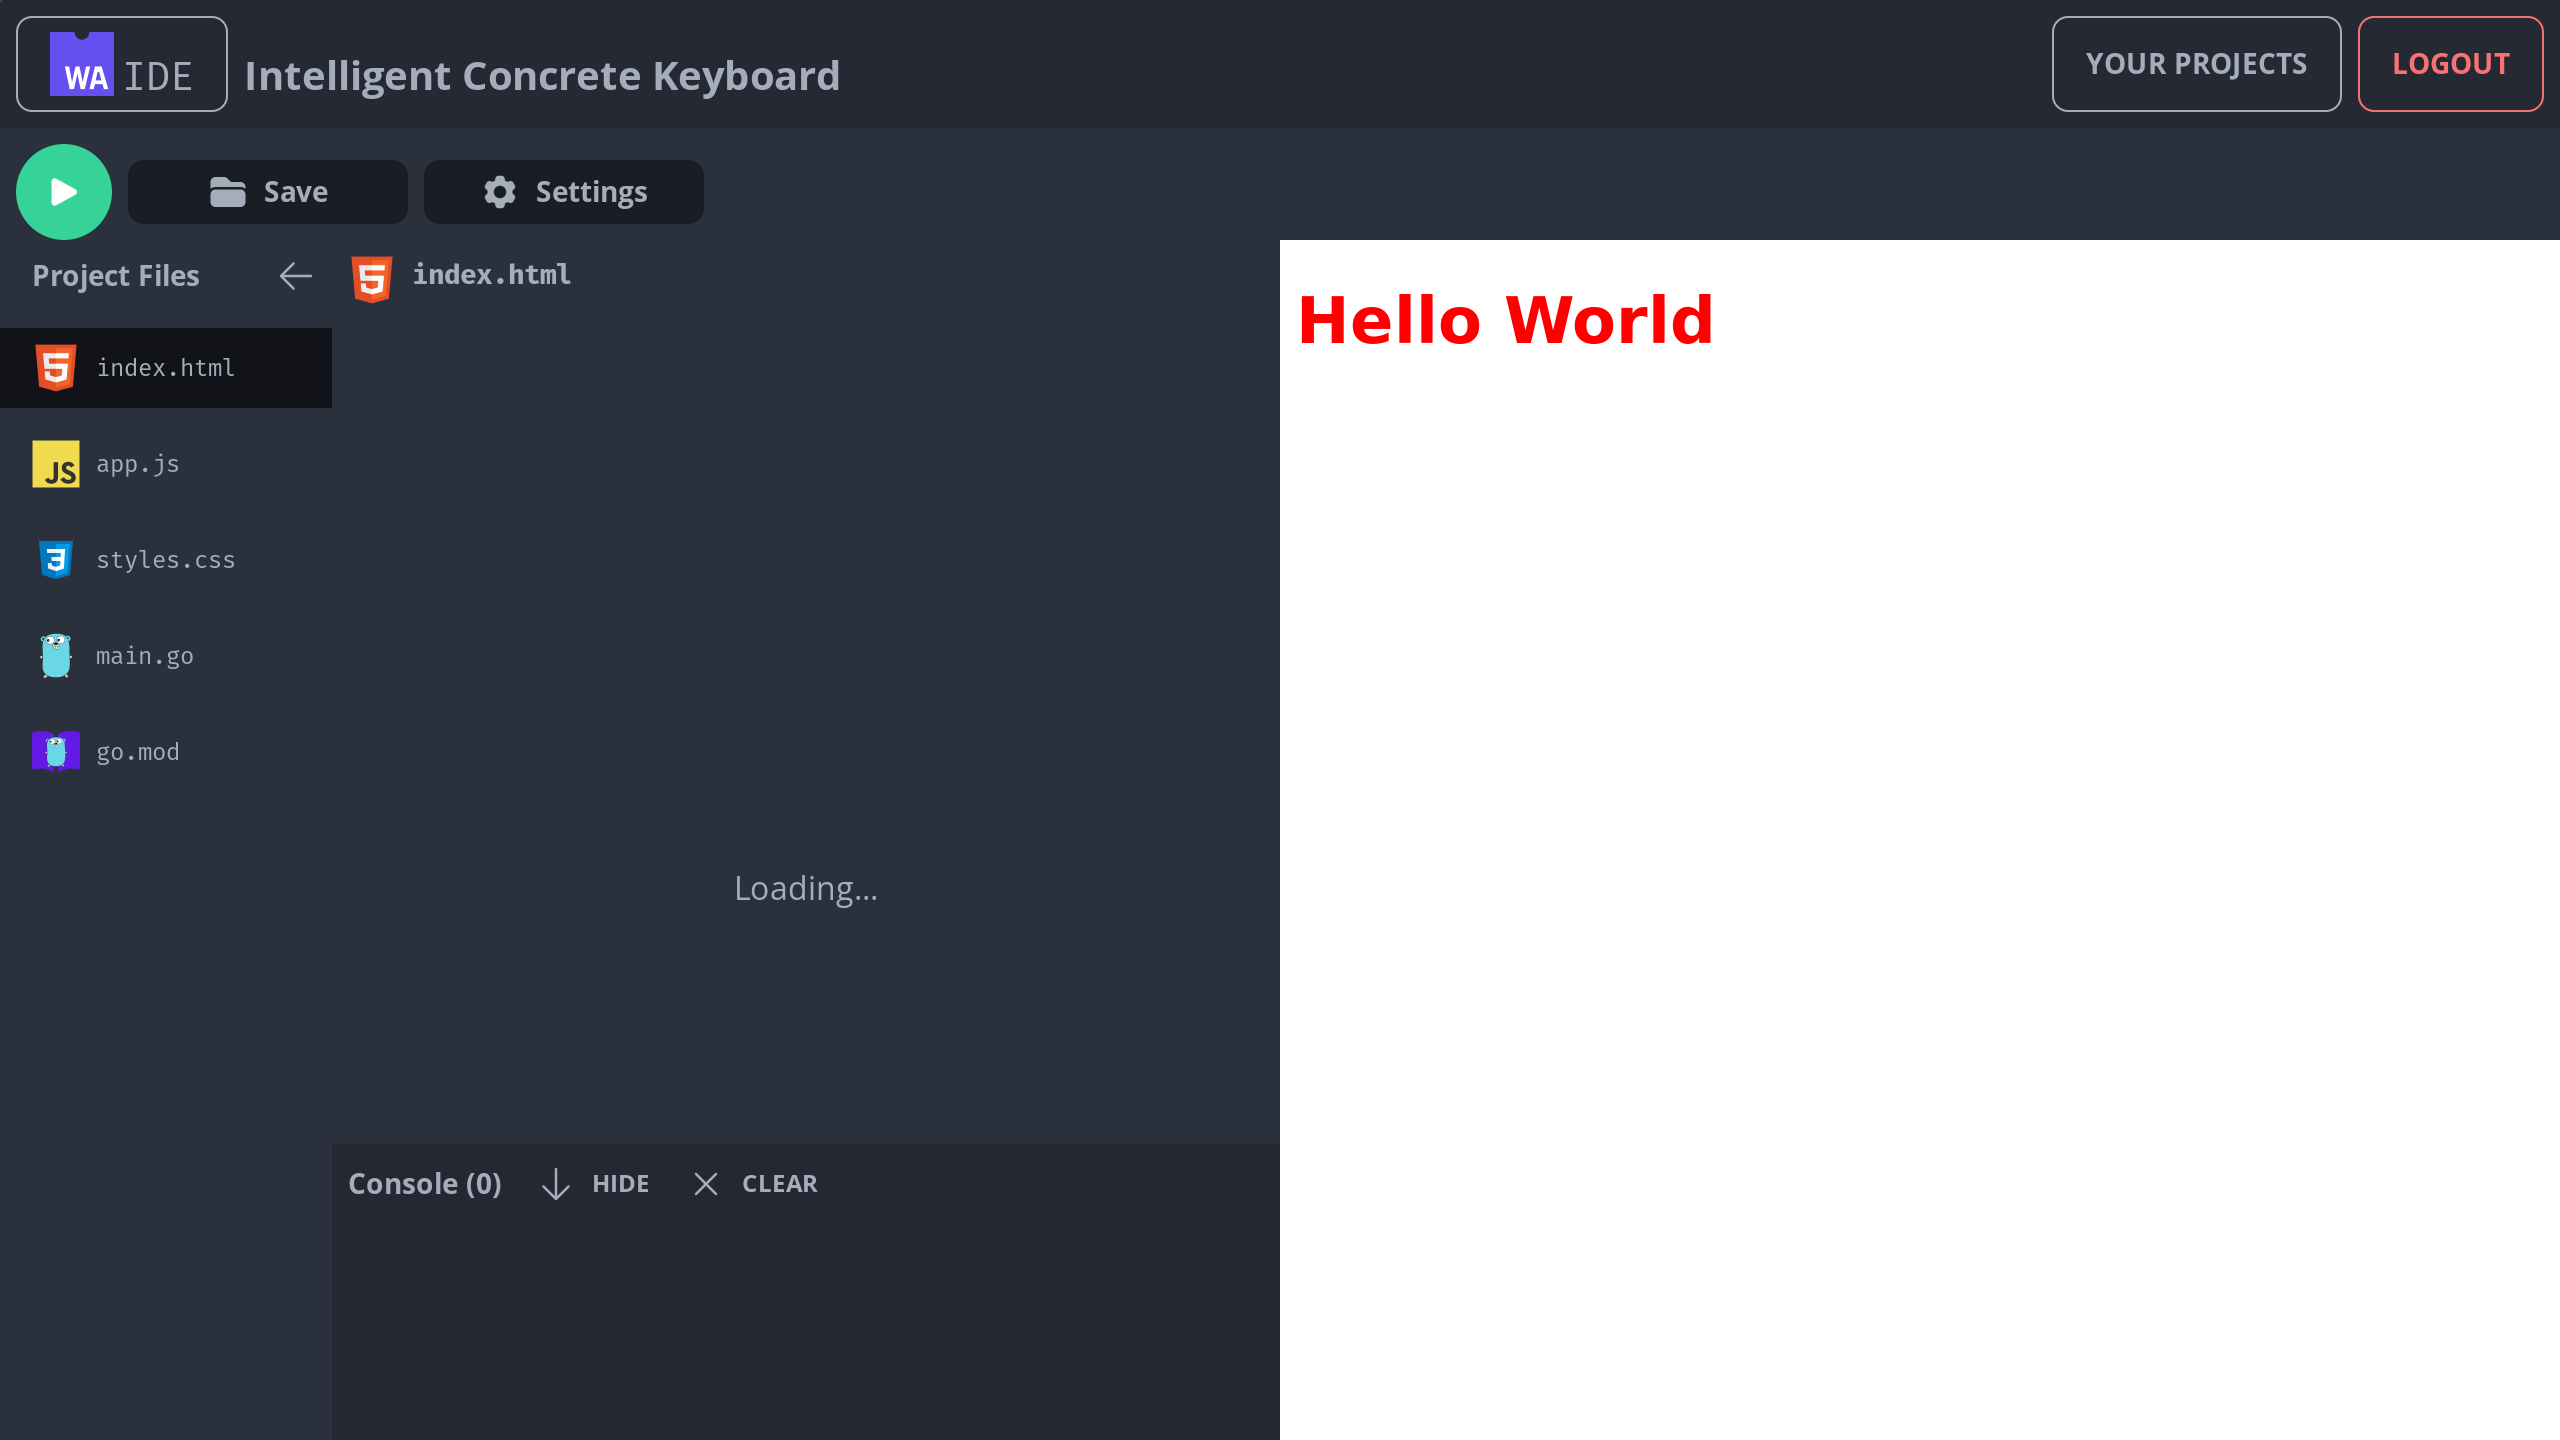 WA IDE
Intelligent Concrete Keyboard
YOUR PROJECTS
LOGOUT
Save
Settings
Project Files
index.html
index.html
JS app.js
styles.css
main.go
go.mod
Loading...
Console (0)
HIDE
CLEAR
Hello World